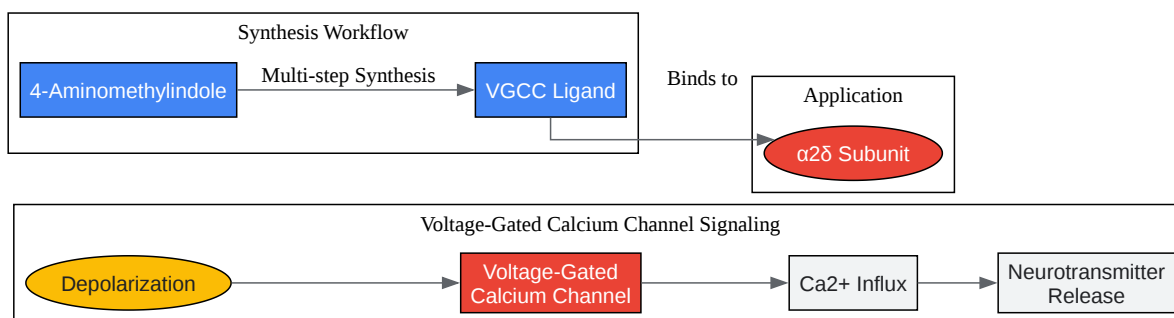 Synthesis Workflow
4-Aminomethylindole
Multi-step Synthesis
VGCC Ligand
Binds to
Application
α2δ Subunit
Voltage-Gated Calcium Channel Signaling
Depolarization
Voltage-Gated
Calcium Channel
Ca2+ Influx
Neurotransmitter
Release